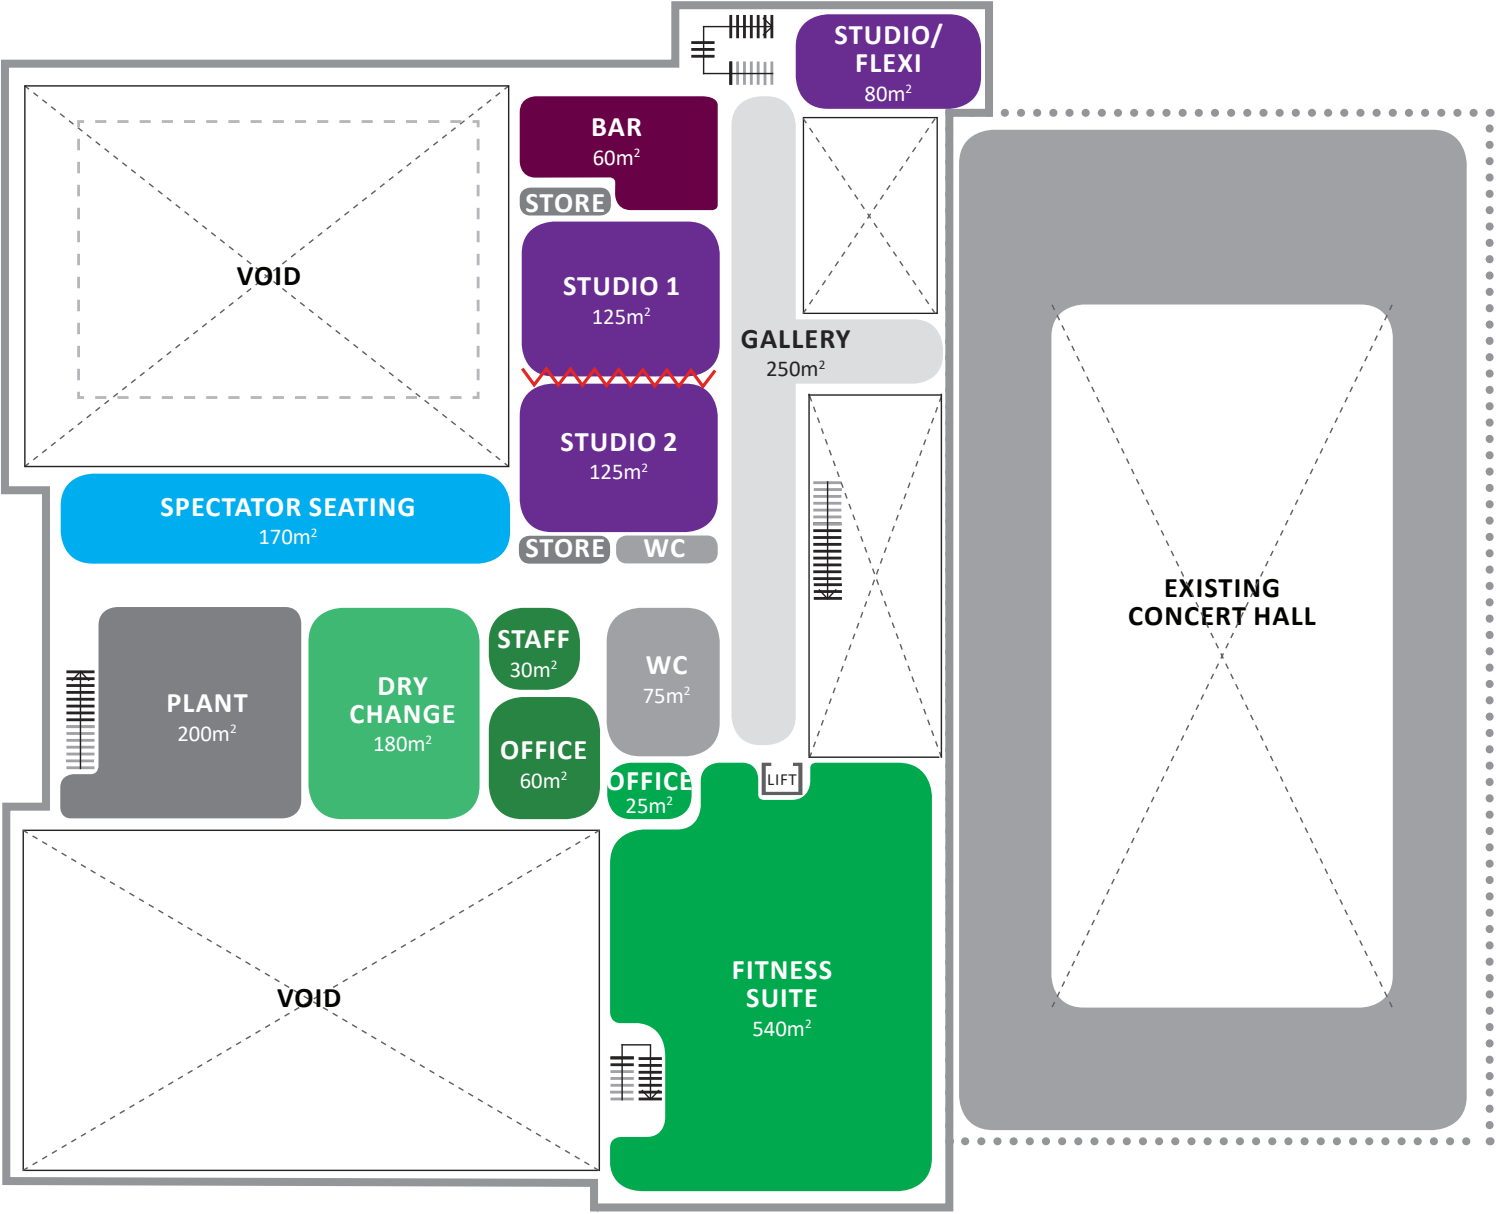 STUDIO/
FLEXI
80m²
BAR
60m²
STORE
VOID
STUDIO 1
125m²
GALLERY
250m²
STUDIO 2
125m²
SPECTATOR SEATING
170m²
STORE
WC
EXISTING
CONCERT HALL
STAFF
30m²
WC
75m²
DRY
CHANGE
180m²
PLANT
200m²
OFFICE
60m²
OFFICE
25m²
LIFT
FITNESS
SUITE
540m²
VOID